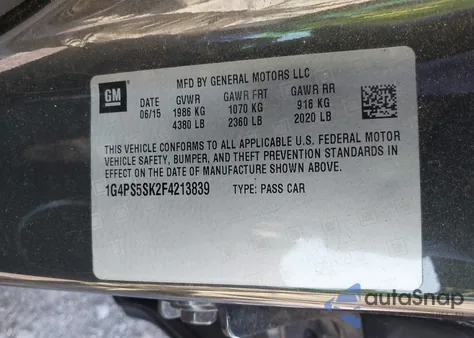 GM
MFD BY GENERAL MOTORS LLC
DATE GVWR GAWR FRT GAWR RR
06/15 1986 KG 1070 KG 916 KG
4380 LB 2360 LB 2020 LB
THIS VEHICLE CONFORMS TO ALL APPLICABLE U.S. FEDERAL MOTOR
VEHICLE SAFETY, BUMPER, AND THEFT PREVENTION STANDARDS IN
EFFECT ON THE DATE OF MANUFACTURE SHOWN ABOVE.
1G4PS5SK2F4213839 TYPE: PASS CAR
autoSnap